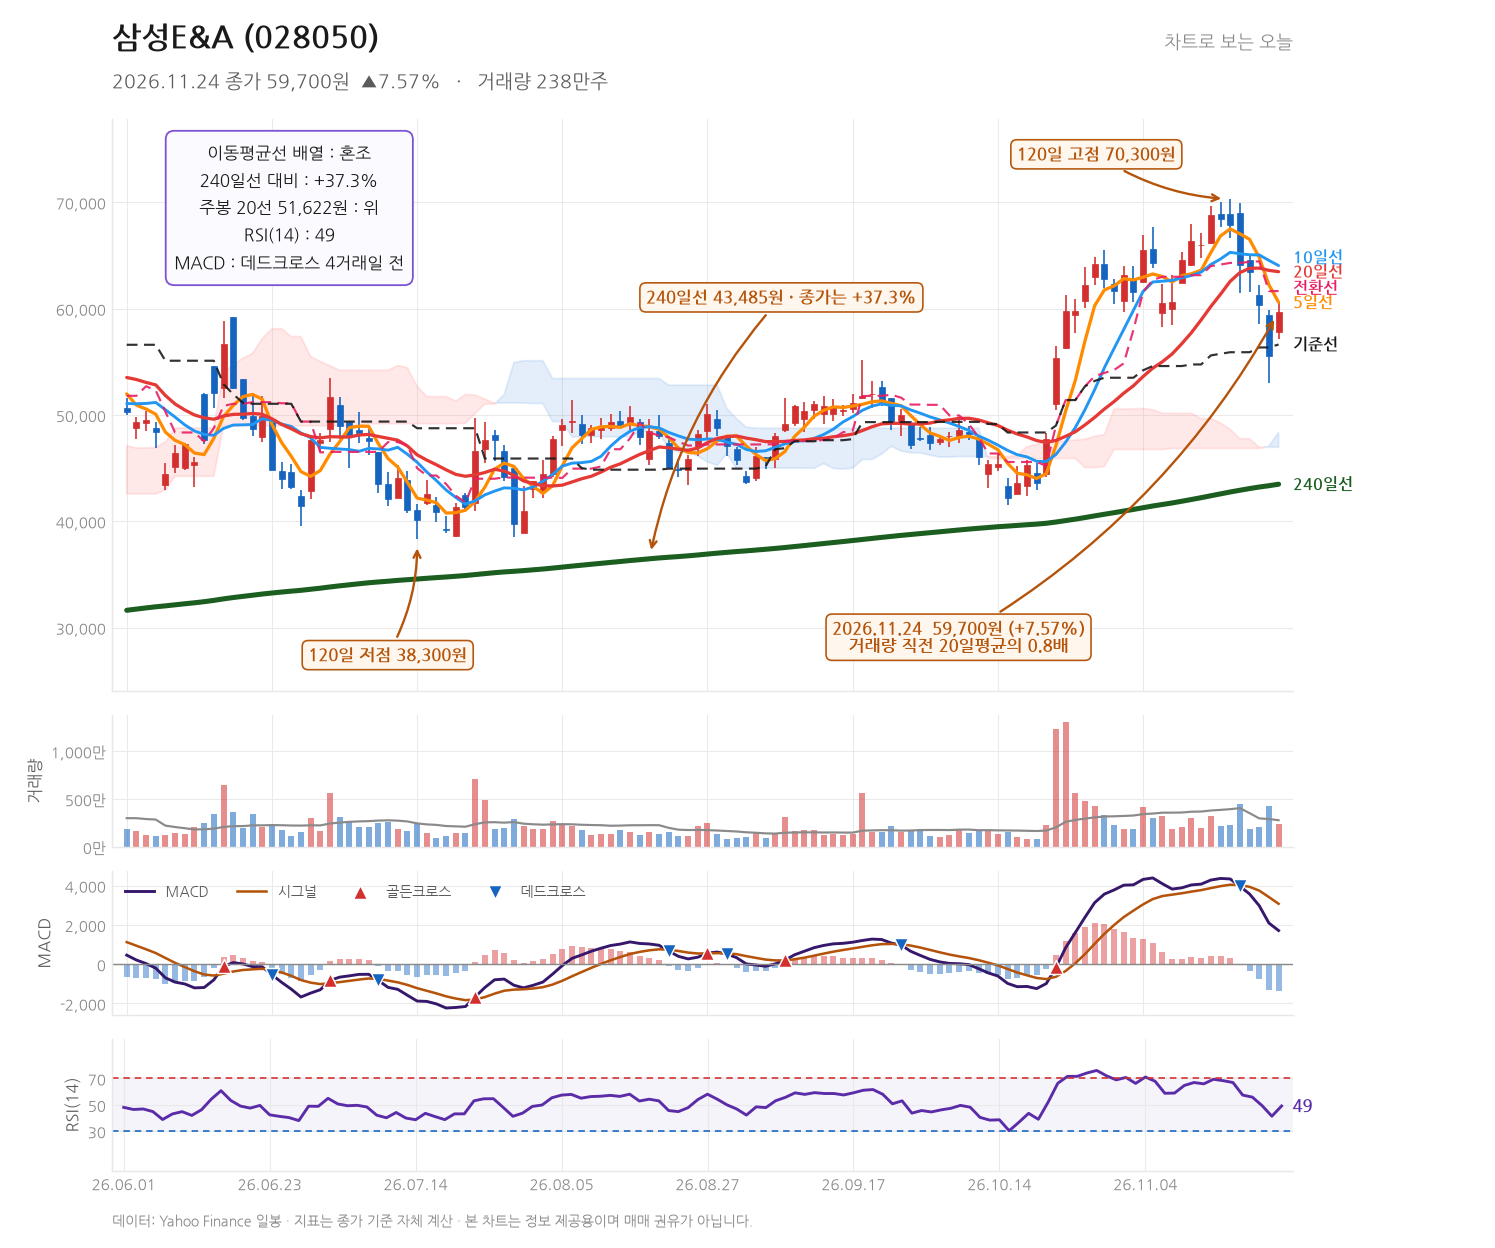 삼성E&A (028050)
차트로 보는 오늘
2026.11.24 종가 59,700원 ▲7.57% · 거래량 238만주
이동평균선 배열 : 혼조
240일선 대비 : +37.3%
주봉 20선 51,622원 : 위
RSI(14) : 49
MACD : 데드크로스 4거래일 전
120일 고점 70,300원
240일선 43,485원 · 종가는 +37.3%
120일 저점 38,300원
2026.11.24 59,700원 (+7.57%)
거래량 직전 20일평균의 0.8배
70,000
60,000
50,000
40,000
30,000
10일선
20일선
전환선
5일선
기준선
240일선
거래량
1,000만
500만
0만
MACD
MACD
시그널
골든크로스
데드크로스
4,000
2,000
0
-2,000
RSI(14)
70
50
30
49
26.06.01
26.06.23
26.07.14
26.08.05
26.08.27
26.09.17
26.10.14
26.11.04
데이터: Yahoo Finance 일봉 · 지표는 종가 기준 자체 계산 · 본 차트는 정보 제공용이며 매매 권유가 아닙니다.